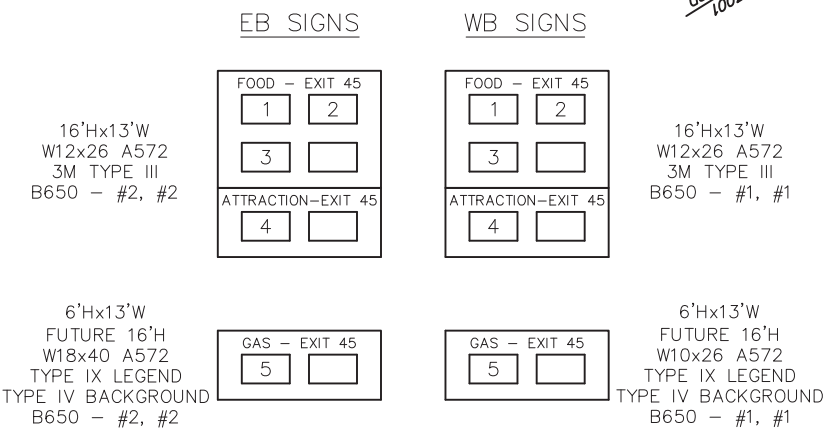 EB SIGNS
WB SIGNS
FOOD - EXIT 45
1 2
3
ATTRACTION-EXIT 45
4
FOOD - EXIT 45
1 2
3
ATTRACTION-EXIT 45
4
16'Hx13'W
W12x26 A572
3M TYPE III
B650 - #2, #2
16'Hx13'W
W12x26 A572
3M TYPE III
B650 - #1, #1
6'Hx13'W
FUTURE 16'H
W18x40 A572
TYPE IX LEGEND
TYPE IV BACKGROUND
B650 - #2, #2
GAS - EXIT 45
5
GAS - EXIT 45
5
6'Hx13'W
FUTURE 16'H
W10x26 A572
TYPE IX LEGEND
TYPE IV BACKGROUND
B650 - #1, #1